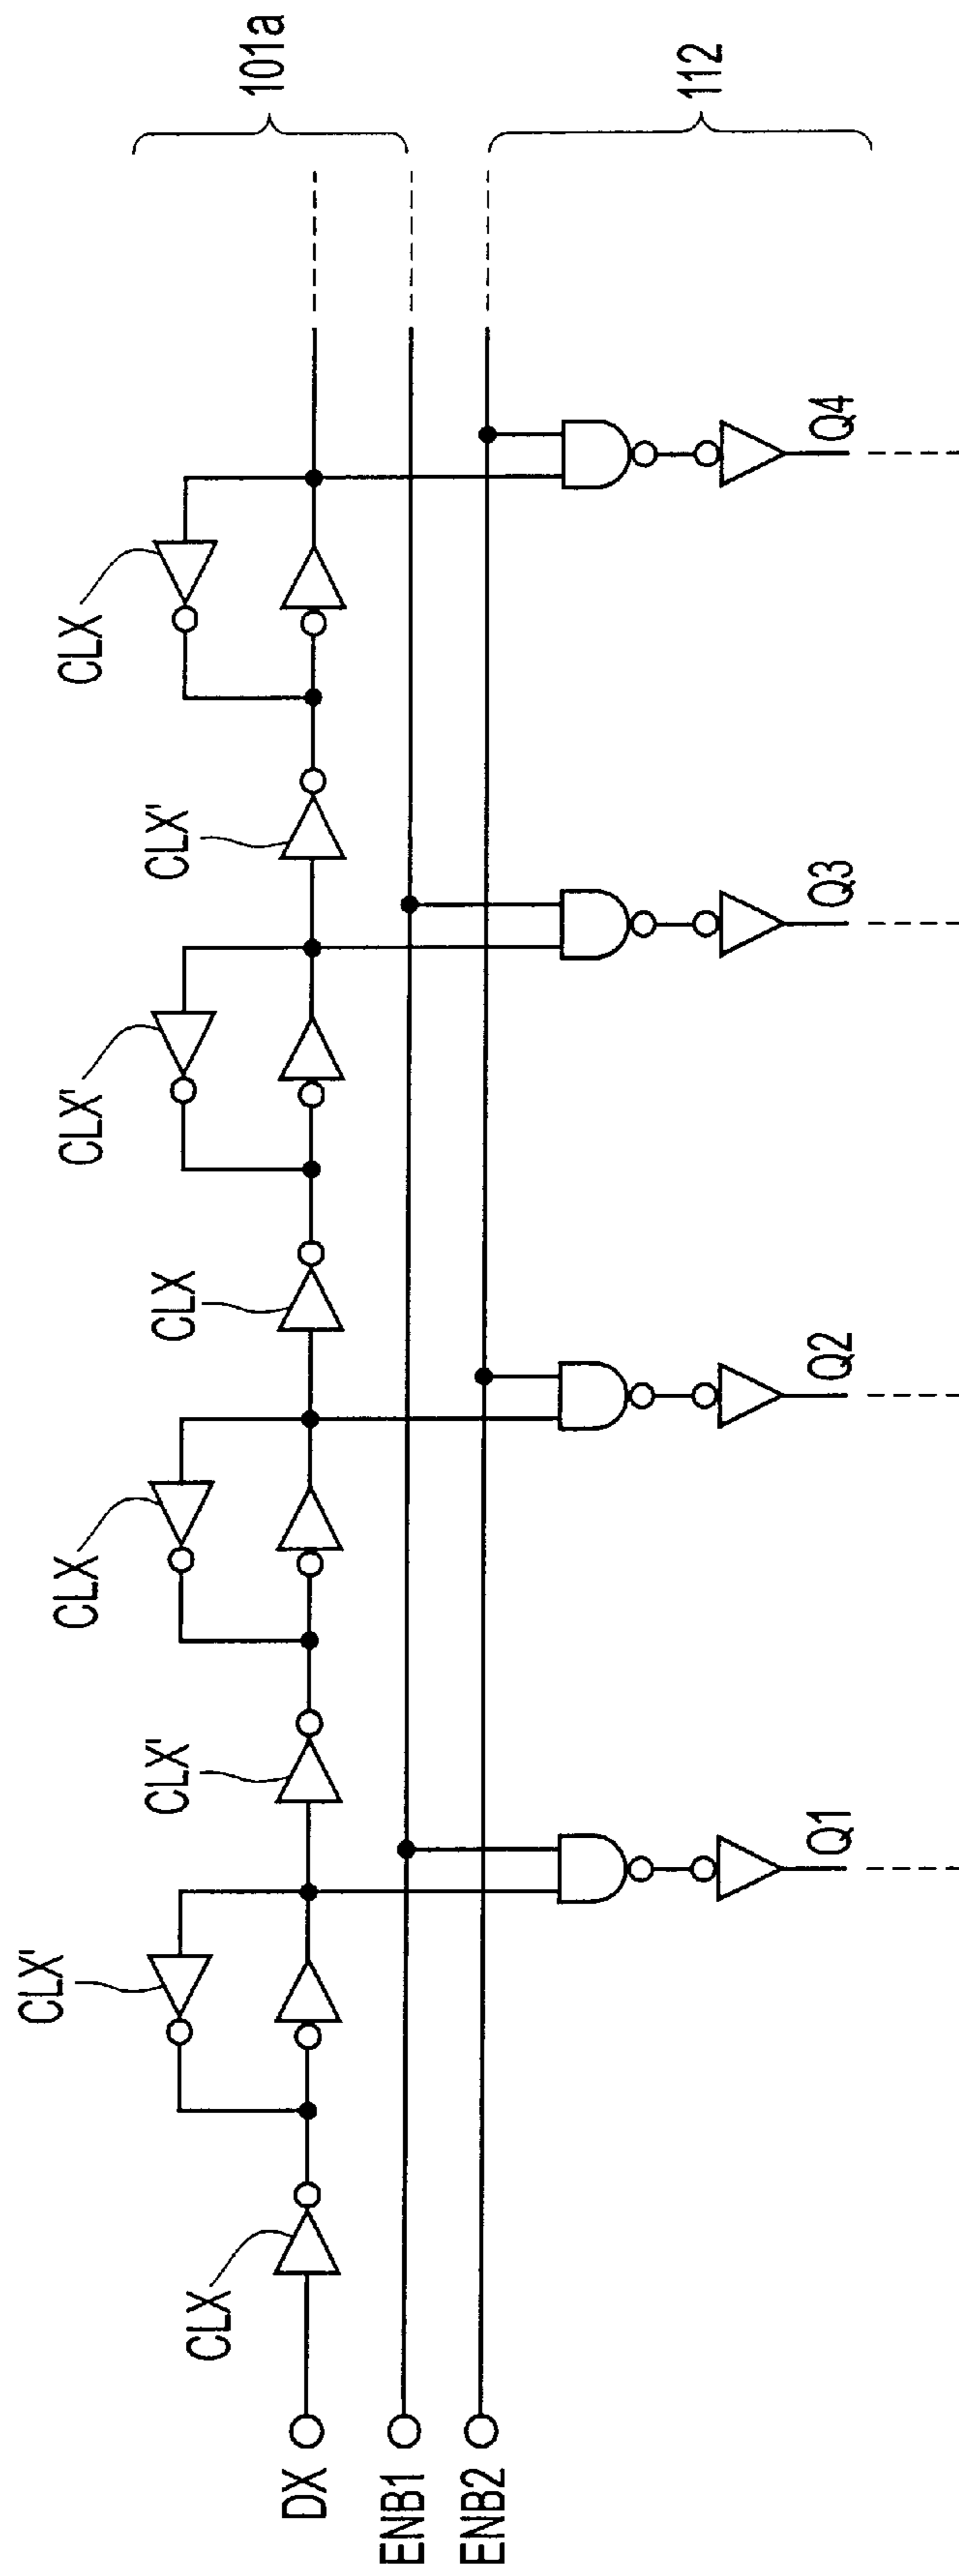 101a
112
CLX'
CLX
CLX'
CLX
CLX
CLX'
CLX'
CLX
DX
ENB1
ENB2
Q1
Q2
Q3
Q4